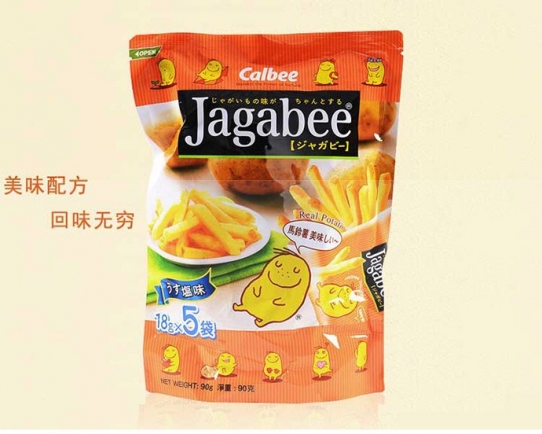 OPEN
Calbee
じゃがいもの味が ちゃんとする
Jagabee®
【ジャガビー】
美味配方
回味无穷
Real Potato
馬鈴薯 美味しい～
Jagabee
うす塩味
18g×5袋
NET WEIGHT: 90g 淨重：90克